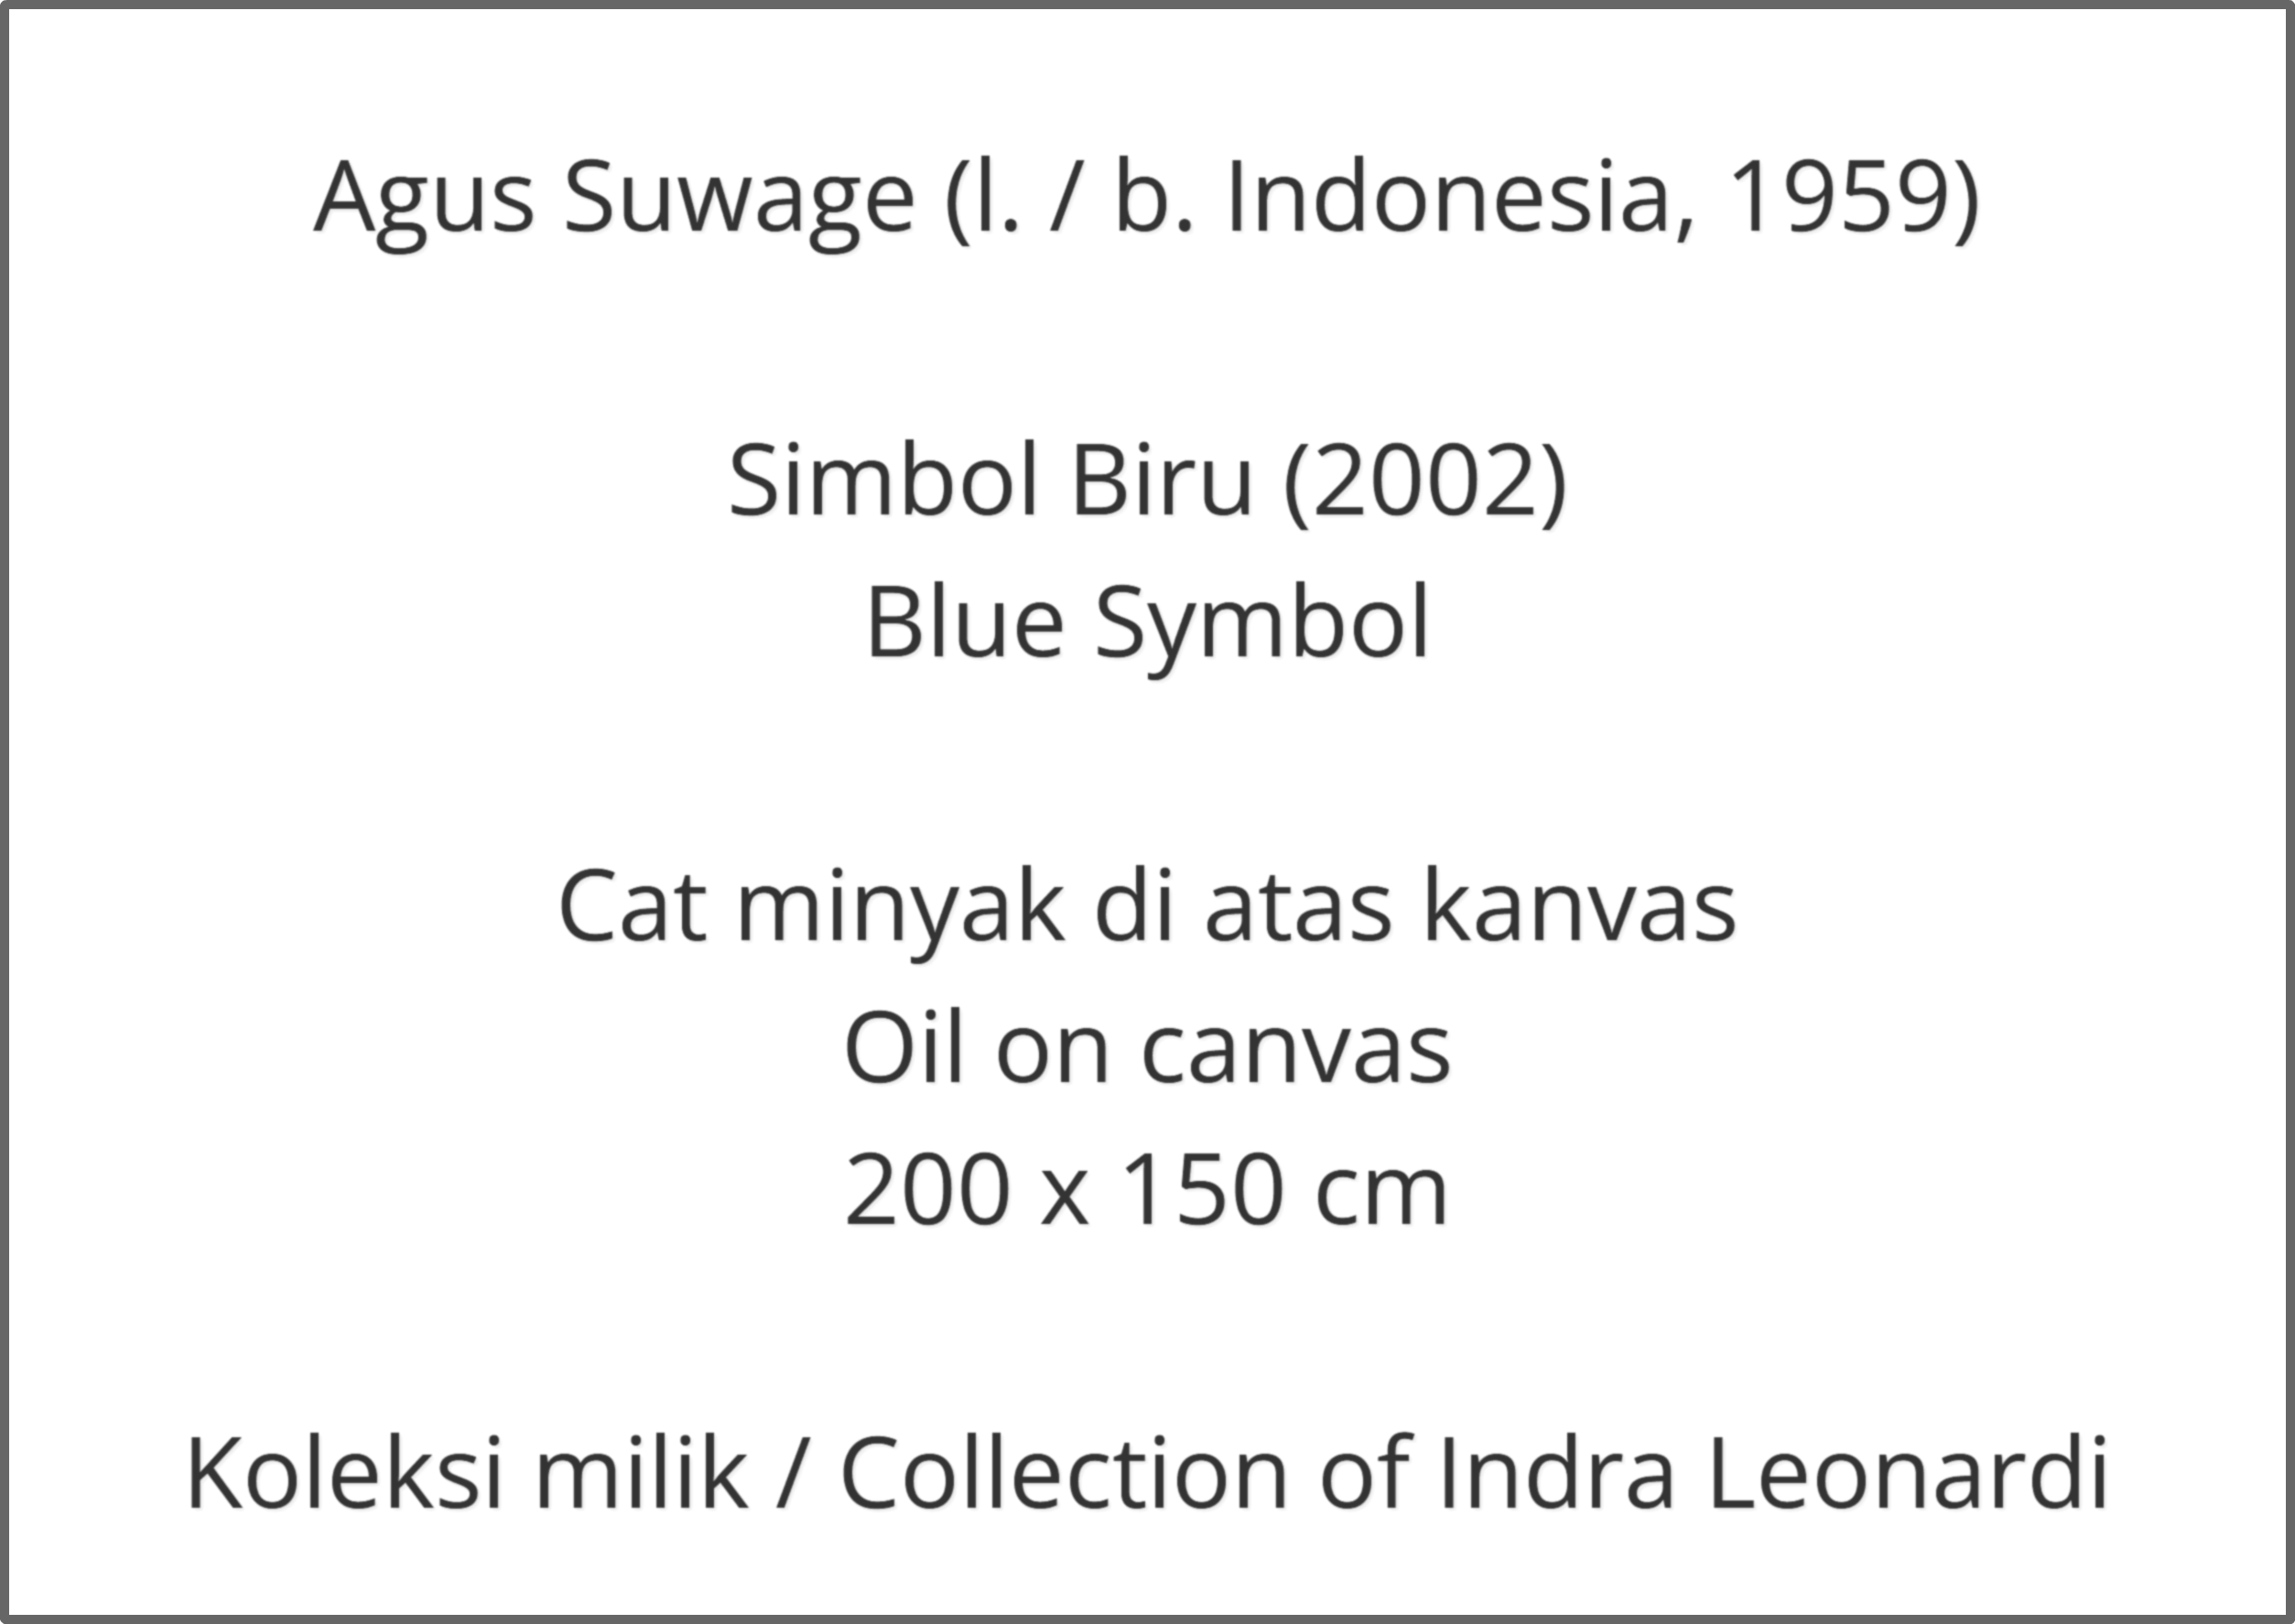 Agus Suwage (l. / b. Indonesia, 1959)
Simbol Biru (2002)
Blue Symbol
Cat minyak di atas kanvas
Oil on canvas
200 x 150 cm
Koleksi milik / Collection of Indra Leonardi